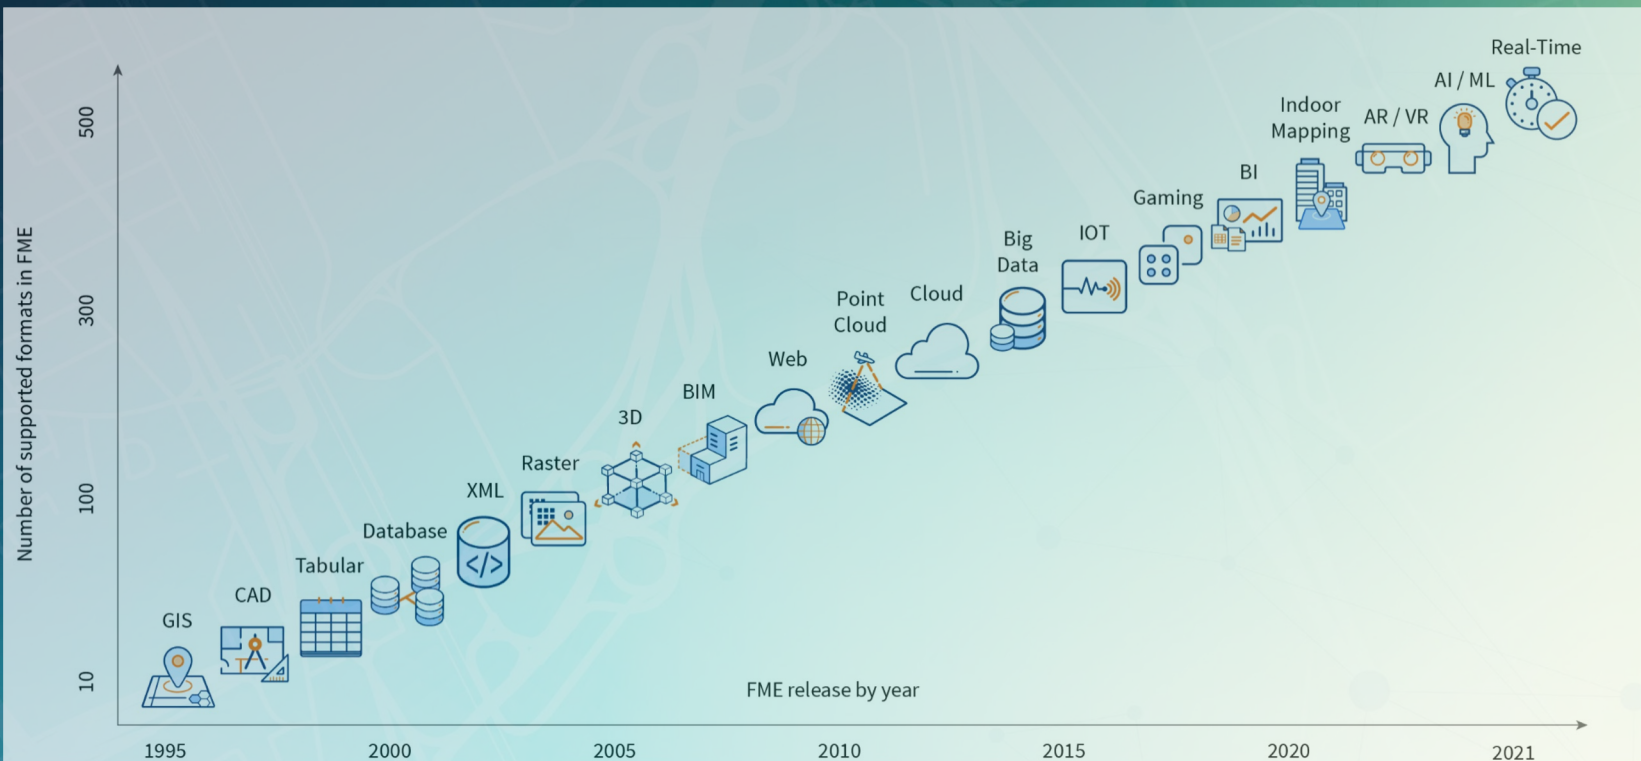 Real-Time
AI / ML
Indoor
Mapping
AR / VR
BI
Gaming
IOT
Big
Data
Cloud
Point
Cloud
Web
BIM
3D
Raster
XML
Database
Tabular
CAD
GIS
Number of supported formats in FME
500
300
100
10
FME release by year
1995
2000
2005
2010
2015
2020
2021